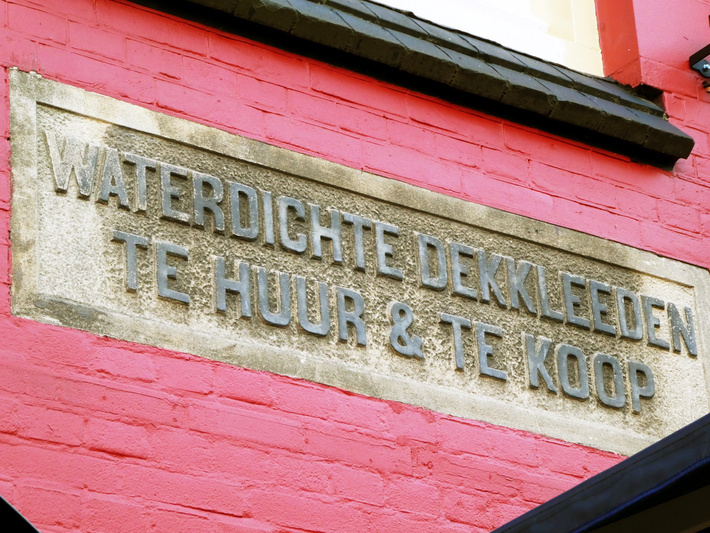 WATERDICHTE DEKKLEEDEN
TE HUUR & TE KOOP